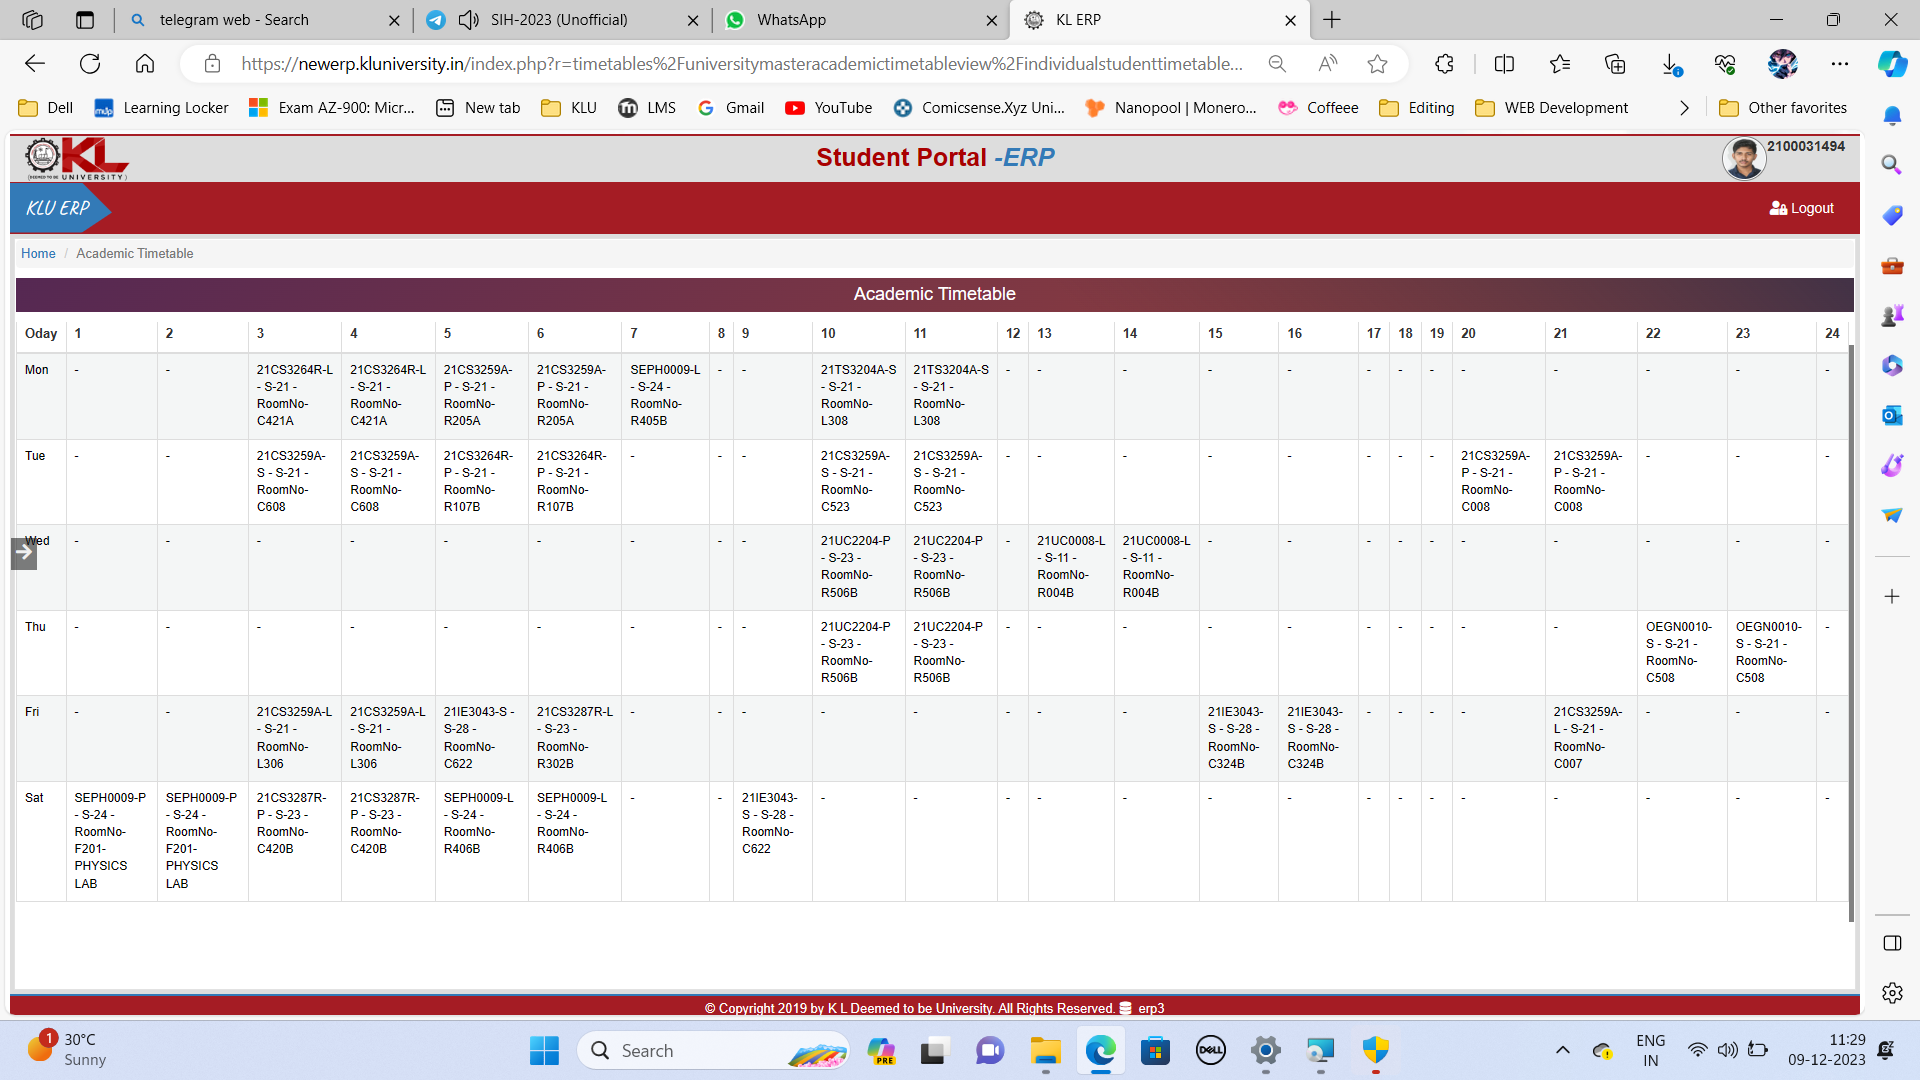 telegram web - Search
SIH-2023 (Unofficial)
WhatsApp
KL ERP
https://newerp.kluniversity.in/index.php?r=timetables%2Funiversitymasteracademictimetableview%2Findividualstudenttimetable...
Dell
Learning Locker
Exam AZ-900: Micr...
New tab
KLU
LMS
Gmail
YouTube
Comicsense.Xyz Uni...
Nanopool | Monero...
Coffeee
Editing
WEB Development
Other favorites
KL
(DEEMED TO BE UNIVERSITY)
Student Portal -ERP
2100031494
KLU ERP
Logout
Home / Academic Timetable
Academic Timetable
Oday 1 2 3 4 5 6 7 8 9 10 11 12 13 14 15 16 17 18 19 20 21 22 23 24
Mon - - 21CS3264R-L 21CS3264R-L 21CS3259A- 21CS3259A- SEPH0009-L - - 21TS3204A-S 21TS3204A-S - - - - - - - - - - - - -
- S-21 - - S-21 - P - S-21 - P - S-21 - - S-24 - - S-21 - - S-21 -
RoomNo- RoomNo- RoomNo- RoomNo- RoomNo- RoomNo- RoomNo-
C421A C421A R205A R205A R405B L308 L308
Tue - - 21CS3259A- 21CS3259A- 21CS3264R- 21CS3264R- - - - 21CS3259A- 21CS3259A- - - - - - - - - 21CS3259A- 21CS3259A- - - -
S - S-21 - S - S-21 - P - S-21 - P - S-21 - S - S-21 - S - S-21 - P - S-21 - P - S-21 -
RoomNo- RoomNo- RoomNo- RoomNo- RoomNo- RoomNo- RoomNo- RoomNo-
C608 C608 R107B R107B C523 C523 C008 C008
Wed - - - - - - - - - 21UC2204-P 21UC2204-P - 21UC0008-L 21UC0008-L - - - - - - - - - -
- S-23 - - S-23 - - S-11 - - S-11 -
RoomNo- RoomNo- RoomNo- RoomNo-
R506B R506B R004B R004B
Thu - - - - - - - - - 21UC2204-P 21UC2204-P - - - - - - - - - - OEGN0010- OEGN0010- -
- S-23 - - S-23 - S - S-21 - S - S-21 -
RoomNo- RoomNo- RoomNo- RoomNo-
R506B R506B C508 C508
Fri - - 21CS3259A-L 21CS3259A-L 21IE3043-S - 21CS3287R-L - - - - - - - - 21IE3043- 21IE3043- - - - - 21CS3259A- - - -
- S-21 - - S-21 - S-28 - - S-23 - S - S-28 - S - S-28 - L - S-21 -
RoomNo- RoomNo- RoomNo- RoomNo- RoomNo- RoomNo- RoomNo-
L306 L306 C622 R302B C324B C324B C007
Sat SEPH0009-P SEPH0009-P 21CS3287R- 21CS3287R- SEPH0009-L SEPH0009-L - - 21IE3043- - - - - - - - - - - - - - - -
- S-24 - - S-24 - P - S-23 - P - S-23 - - S-24 - - S-24 - S - S-28 -
RoomNo- RoomNo- RoomNo- RoomNo- RoomNo- RoomNo- RoomNo-
F201- F201- C420B C420B R406B R406B C622
PHYSICS PHYSICS
LAB LAB
© Copyright 2019 by K L Deemed to be University. All Rights Reserved. erp3
1
30°C
Sunny
Search
PRE
DELL
ENG
IN
11:29
09-12-2023